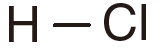 H — Cl